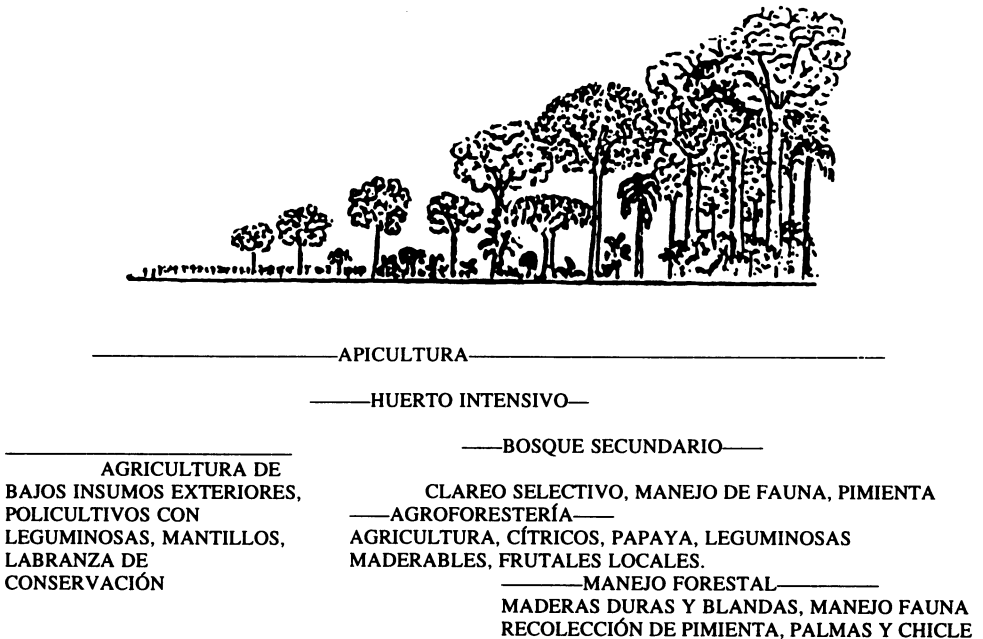 APICULTURA
HUERTO INTENSIVO
BOSQUE SECUNDARIO
AGRICULTURA DE
BAJOS INSUMOS EXTERIORES,
POLICULTIVOS CON
LEGUMINOSAS, MANTILLOS,
LABRANZA DE
CONSERVACIÓN
CLAREO SELECTIVO, MANEJO DE FAUNA, PIMIENTA
AGROFORESTERÍA
AGRICULTURA, CÍTRICOS, PAPAYA, LEGUMINOSAS
MADERABLES, FRUTALES LOCALES.
MANEJO FORESTAL
MADERAS DURAS Y BLANDAS, MANEJO FAUNA
RECOLECCIÓN DE PIMIENTA, PALMAS Y CHICLE